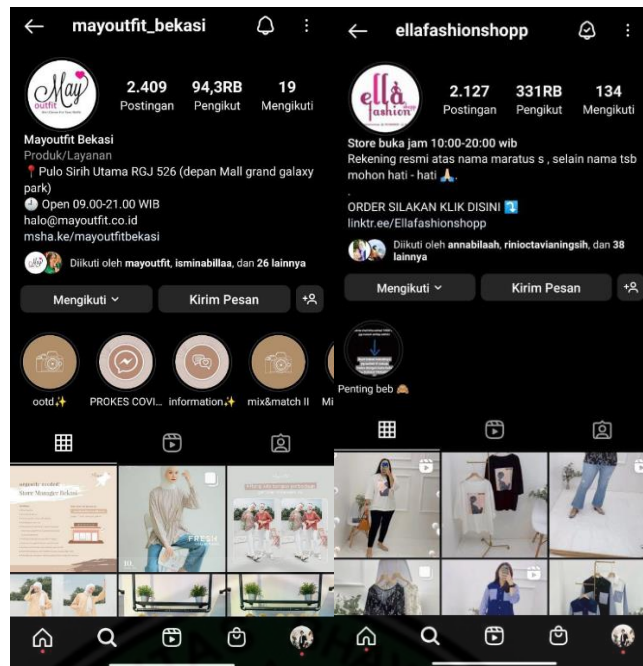 mayoutfit_bekasi
May
outfit
2.409 94,3RB 19
Postingan Pengikut Mengikuti
Mayoutfit Bekasi
Produk/Layanan
📍Pulo Sirih Utama RGJ 526 (depan Mall grand galaxy
park)
🕘 Open 09.00-21.00 WIB
halo@mayoutfit.co.id
msha.ke/mayoutfitbekasi
Diikuti oleh mayoutfit, isminabillaa, dan 26 lainnya
Mengikuti Kirim Pesan
ootd✨ PROKES COVI... information✨ mix&match II Mi
Store Manager Bekasi
FRESH
ellafashionshopp
ella
fashion
2.127 331RB 134
Postingan Pengikut Mengikuti
Store buka jam 10:00-20:00 wib
Rekening resmi atas nama maratus s , selain nama tsb
mohon hati - hati 🙏.
.
ORDER SILAKAN KLIK DISINI ⤵️
linktr.ee/Ellafashionshopp
Diikuti oleh annabilaah, rinioctavianingsih, dan 38
lainnya
Mengikuti Kirim Pesan
Penting beb 🙈